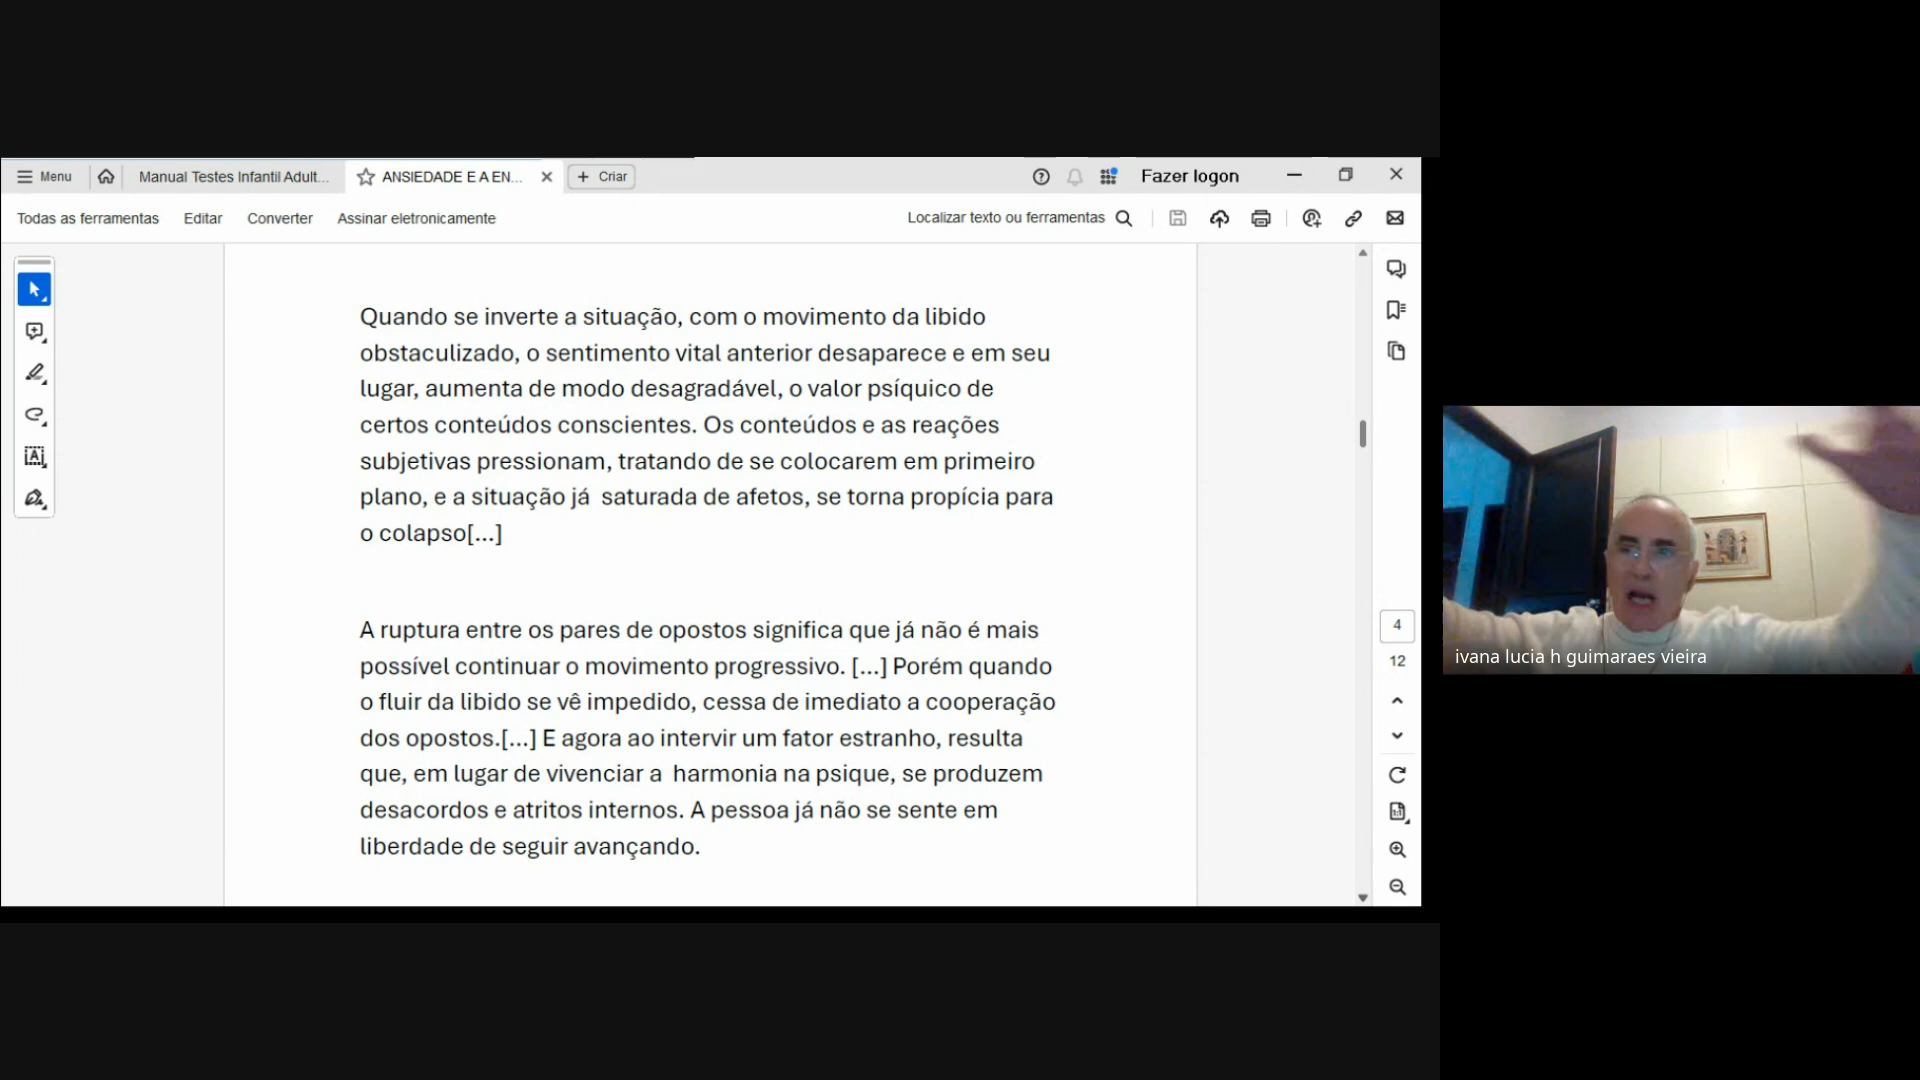 Menu
Manual Testes Infantil Adult...
ANSIEDADE E A EN...
Criar
Fazer logon
Todas as ferramentas
Editar
Converter
Assinar eletronicamente
Localizar texto ou ferramentas
Quando se inverte a situação, com o movimento da libido
obstaculizado, o sentimento vital anterior desaparece e em seu
lugar, aumenta de modo desagradável, o valor psíquico de
certos conteúdos conscientes. Os conteúdos e as reações
subjetivas pressionam, tratando de se colocarem em primeiro
plano, e a situação já  saturada de afetos, se torna propícia para
o colapso[...]
A ruptura entre os pares de opostos significa que já não é mais
possível continuar o movimento progressivo. [...] Porém quando
o fluir da libido se vê impedido, cessa de imediato a cooperação
dos opostos.[...] E agora ao intervir um fator estranho, resulta
que, em lugar de vivenciar a  harmonia na psique, se produzem
desacordos e atritos internos. A pessoa já não se sente em
liberdade de seguir avançando.
4
12
ivana lucia h guimaraes vieira